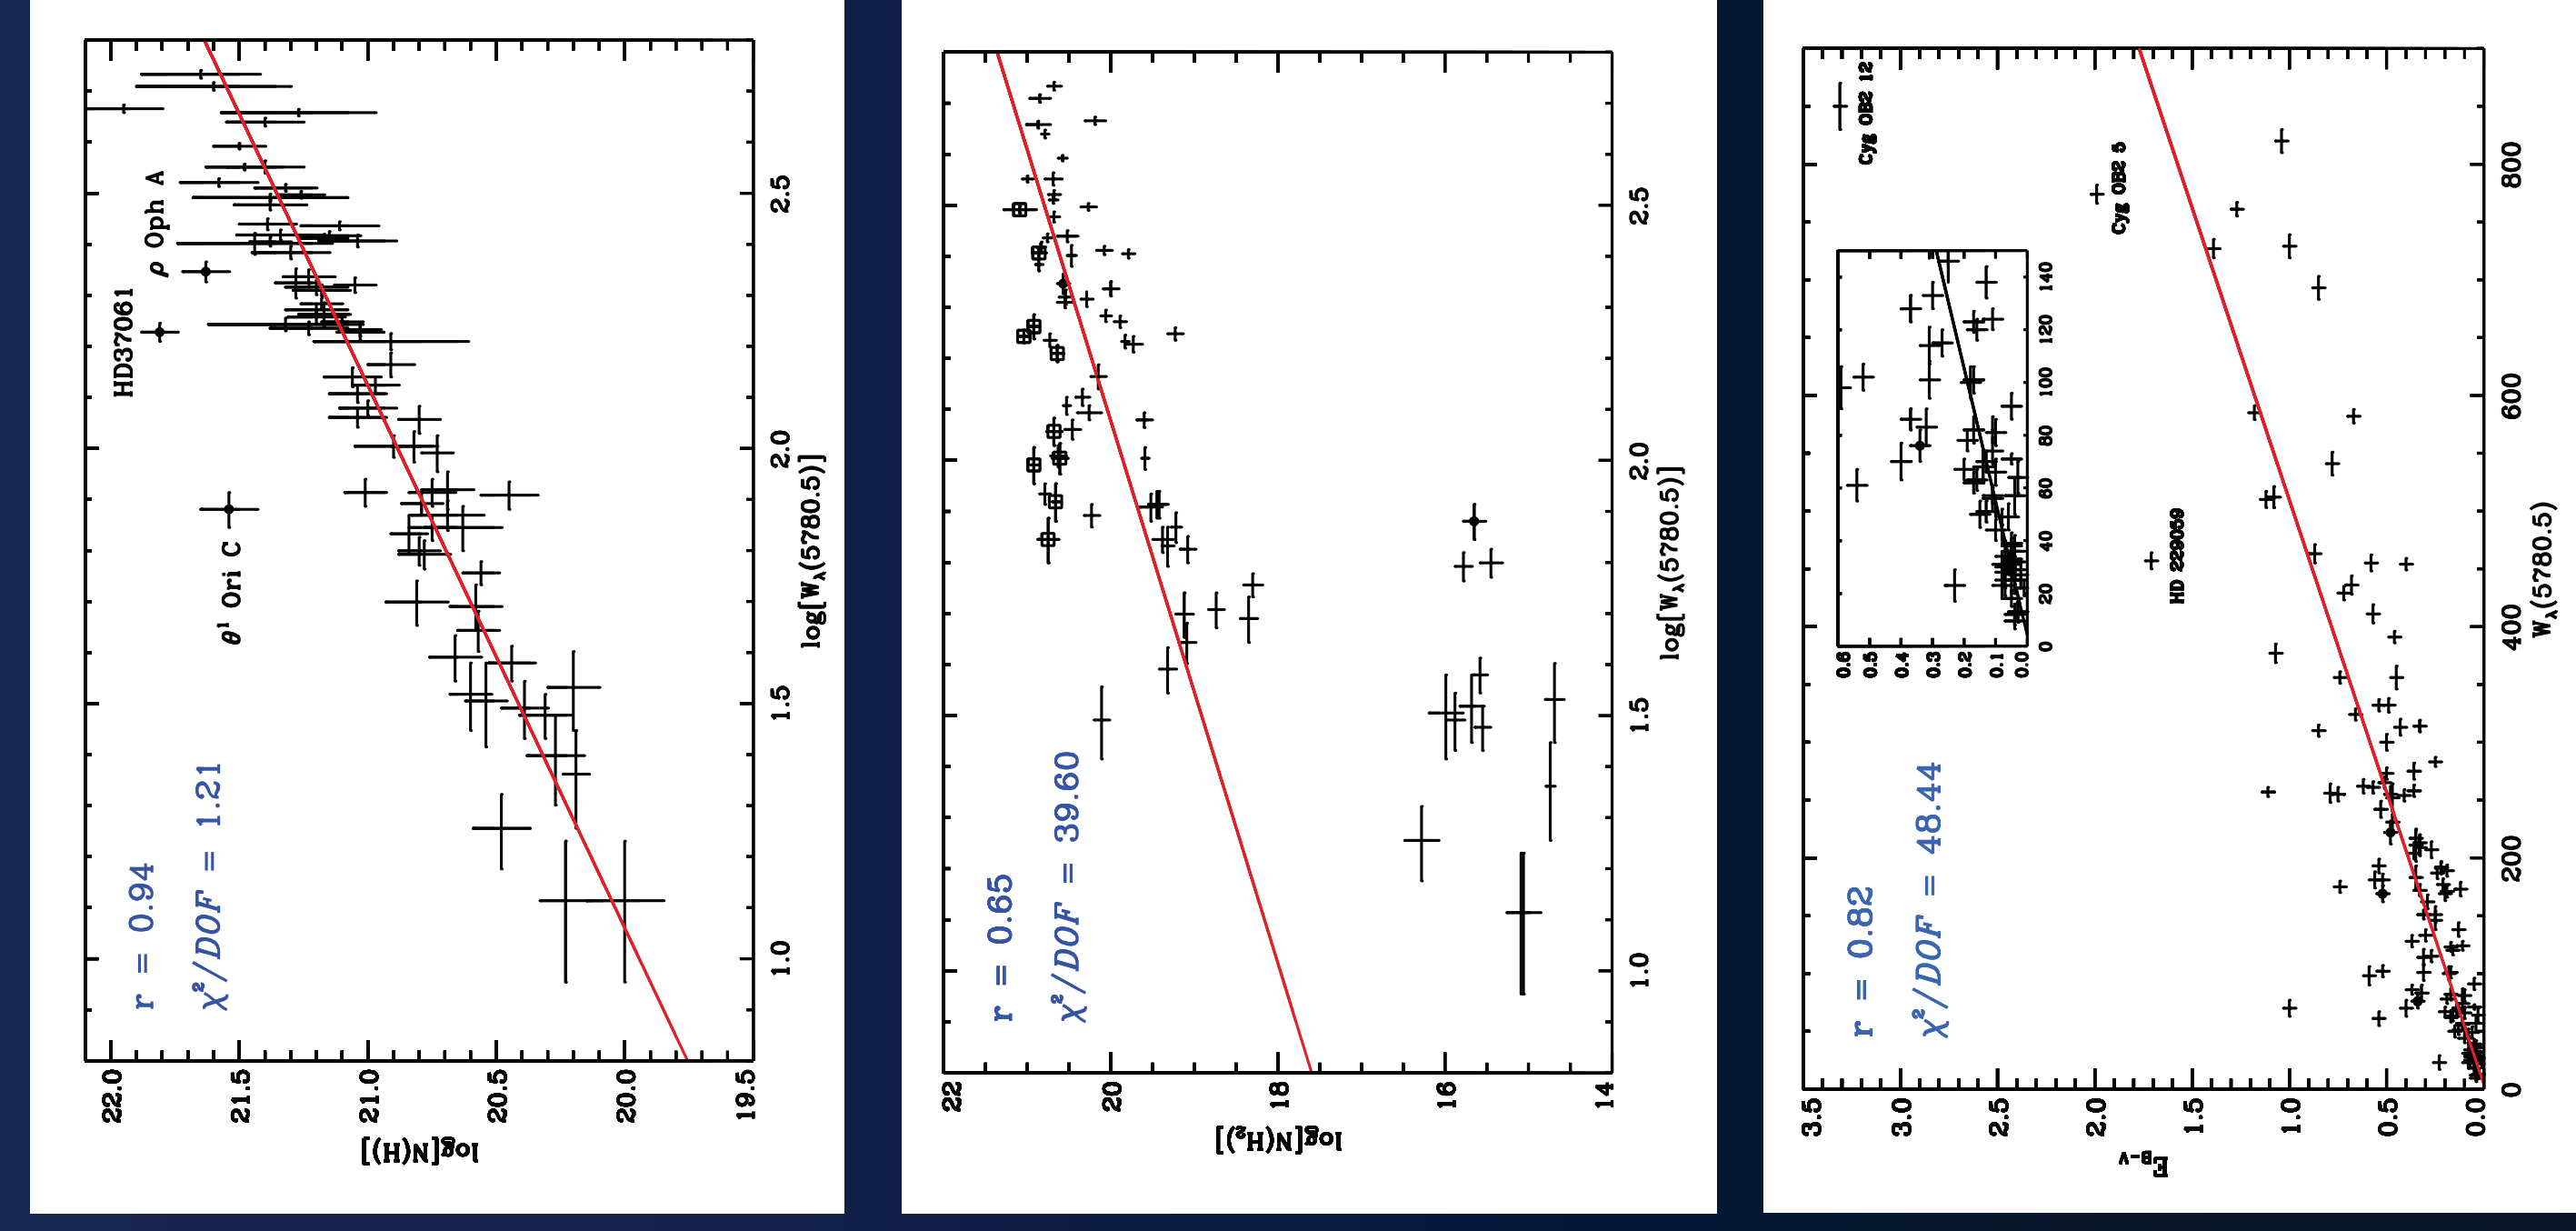 r = 0.94
χ²/DOF = 1.21
HD37061
ρ Oph A
θ¹ Ori C
22.0
21.5
21.0
20.5
20.0
19.5
log[N(H)]
1.0
1.5
2.0
2.5
log[Wλ(5780.5)]
r = 0.65
χ²/DOF = 39.60
22
20
18
16
14
log[N(H₂)]
1.0
1.5
2.0
2.5
log[Wλ(5780.5)]
r = 0.82
χ²/DOF = 48.44
Cyg OB2 12
Cyg OB2 5
HD 229059
0.6
0.5
0.4
0.3
0.2
0.1
0.0
0
20
40
60
80
100
120
140
3.5
3.0
2.5
2.0
1.5
1.0
0.5
0.0
E B-V
0
200
400
600
800
Wλ(5780.5)